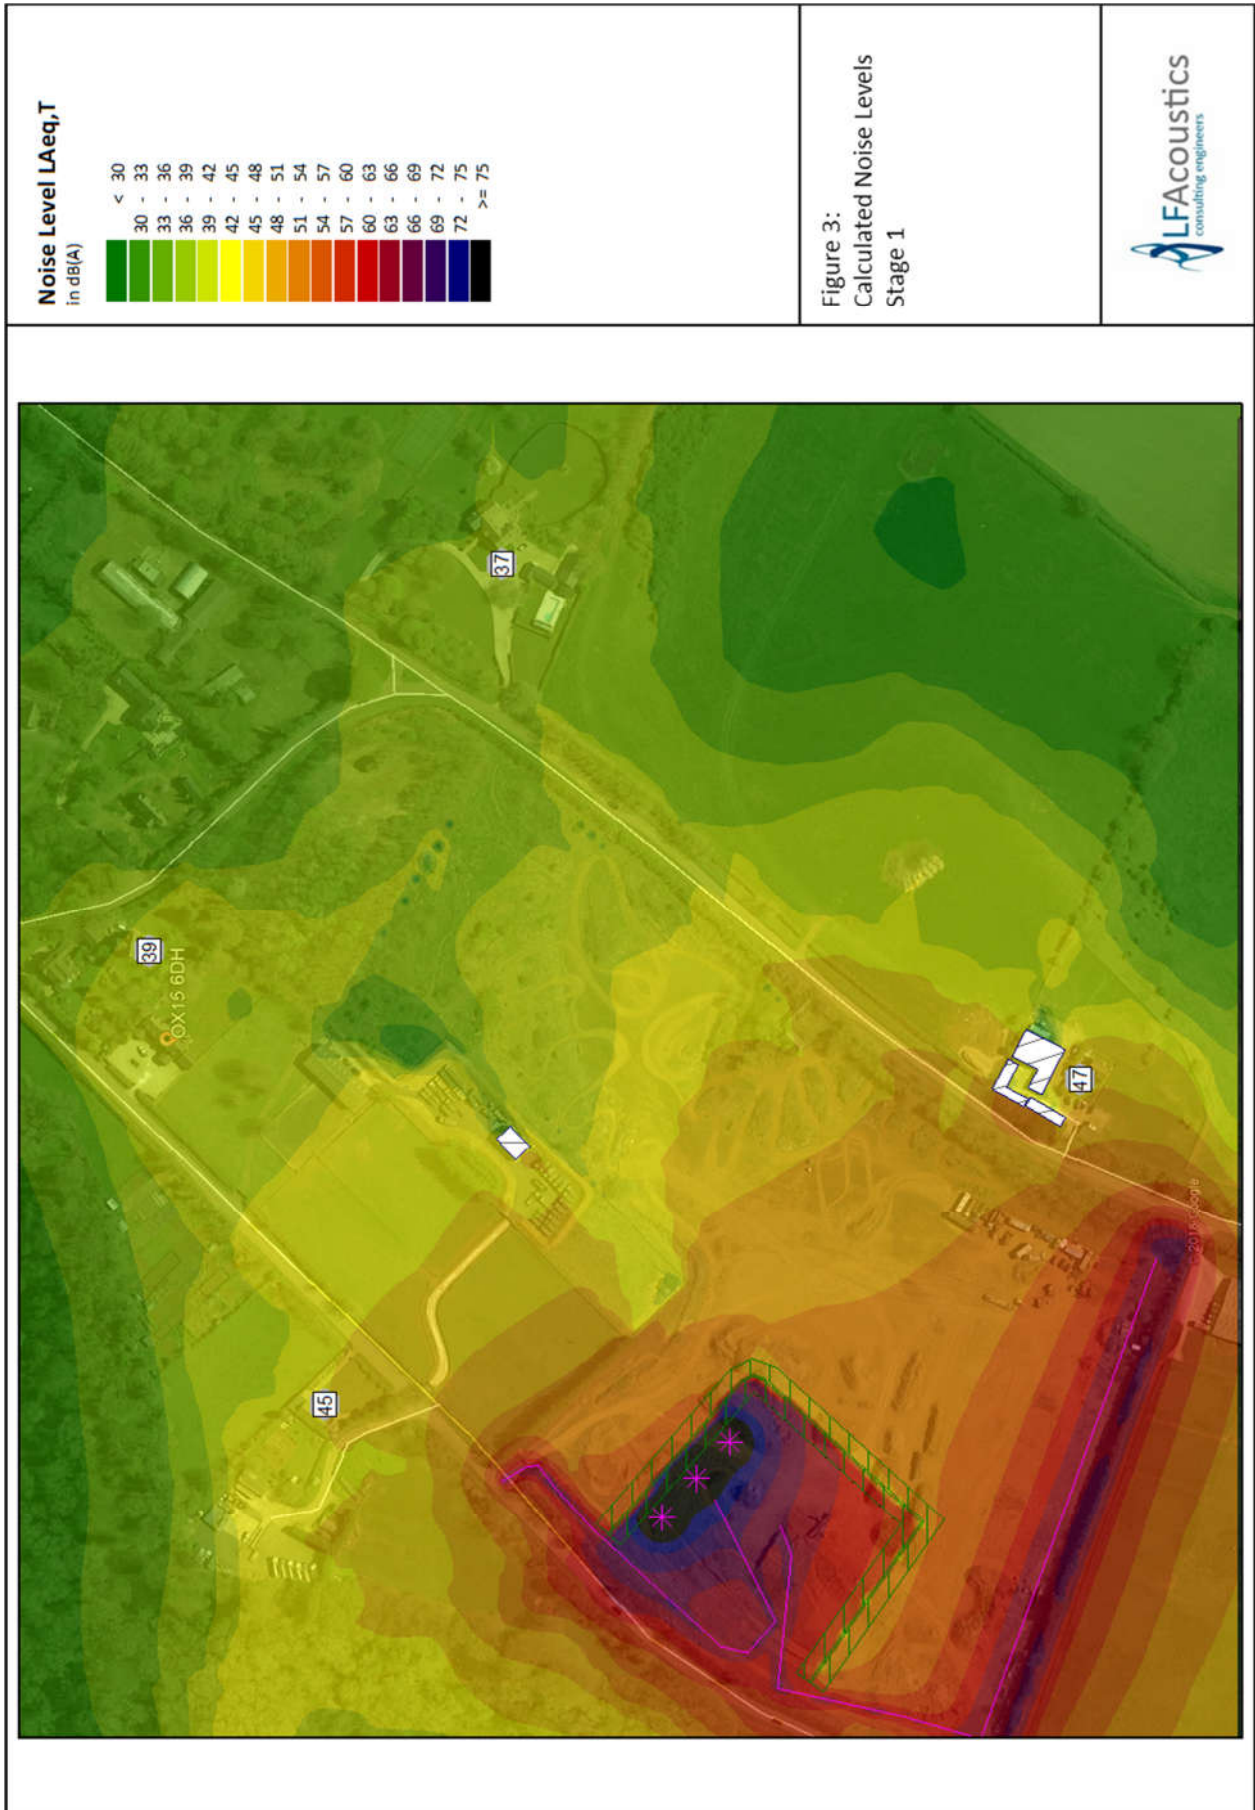 Noise Level LAeq,T
in dB(A)
< 30
30 - 33
33 - 36
36 - 39
39 - 42
42 - 45
45 - 48
48 - 51
51 - 54
54 - 57
57 - 60
60 - 63
63 - 66
66 - 69
69 - 72
72 - 75
>= 75
Figure 3:
Calculated Noise Levels
Stage 1
LFAcoustics
consulting engineers
39
OX15 6DH
37
45
47